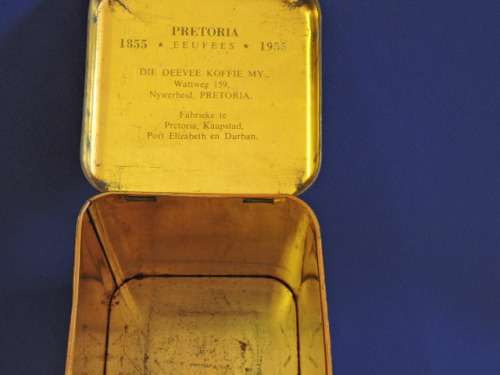 PRETORIA
1855 ★ EEUFEES ★ 1955
DIE DEEVEE KOFFIE MY.,
Wattweg 159,
Nywerheid, PRETORIA.
Fabrieke te
Pretoria, Kaapstad,
Port Elizabeth en Durban.